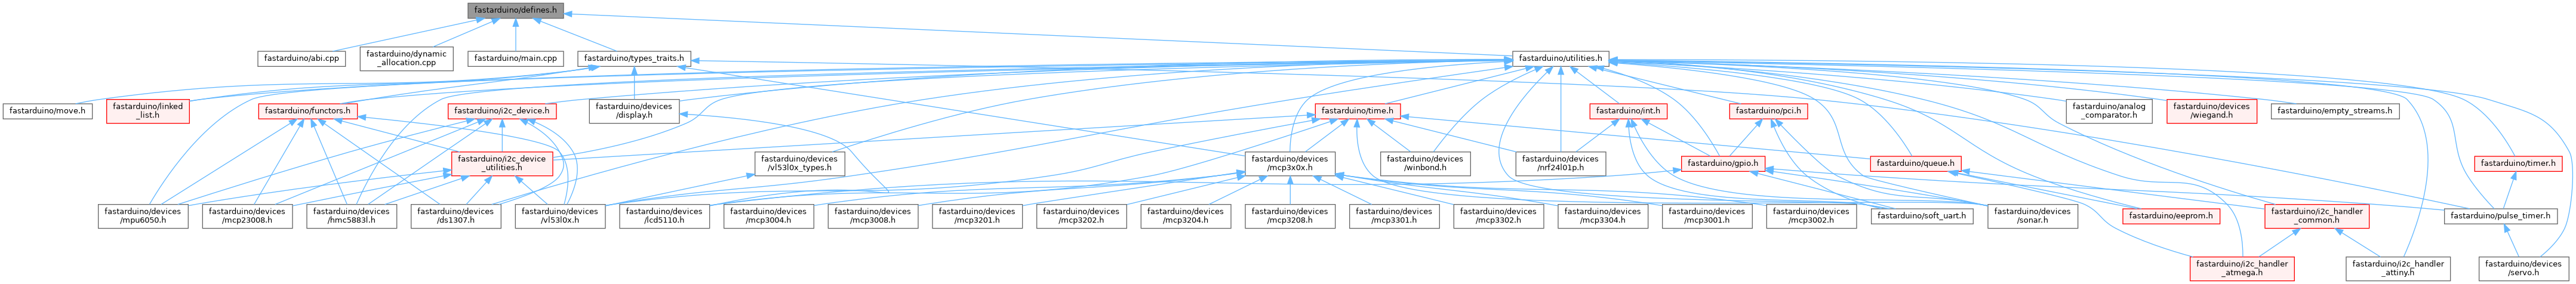 fastarduino/defines.h
fastarduino/abi.cpp
fastarduino/dynamic
_allocation.cpp
fastarduino/main.cpp
fastarduino/types_traits.h
fastarduino/utilities.h
fastarduino/move.h
fastarduino/linked
_list.h
fastarduino/functors.h
fastarduino/i2c_device.h
fastarduino/devices
/display.h
fastarduino/time.h
fastarduino/int.h
fastarduino/pci.h
fastarduino/analog
_comparator.h
fastarduino/devices
/wiegand.h
fastarduino/empty_streams.h
fastarduino/i2c_device
_utilities.h
fastarduino/devices
/vl53l0x_types.h
fastarduino/devices
/mcp3x0x.h
fastarduino/devices
/winbond.h
fastarduino/devices
/nrf24l01p.h
fastarduino/gpio.h
fastarduino/queue.h
fastarduino/timer.h
fastarduino/devices
/mpu6050.h
fastarduino/devices
/mcp23008.h
fastarduino/devices
/hmc5883l.h
fastarduino/devices
/ds1307.h
fastarduino/devices
/vl53l0x.h
fastarduino/devices
/lcd5110.h
fastarduino/devices
/mcp3004.h
fastarduino/devices
/mcp3008.h
fastarduino/devices
/mcp3201.h
fastarduino/devices
/mcp3202.h
fastarduino/devices
/mcp3204.h
fastarduino/devices
/mcp3208.h
fastarduino/devices
/mcp3301.h
fastarduino/devices
/mcp3302.h
fastarduino/devices
/mcp3304.h
fastarduino/devices
/mcp3001.h
fastarduino/devices
/mcp3002.h
fastarduino/soft_uart.h
fastarduino/devices
/sonar.h
fastarduino/eeprom.h
fastarduino/i2c_handler
_common.h
fastarduino/pulse_timer.h
fastarduino/i2c_handler
_atmega.h
fastarduino/i2c_handler
_attiny.h
fastarduino/devices
/servo.h